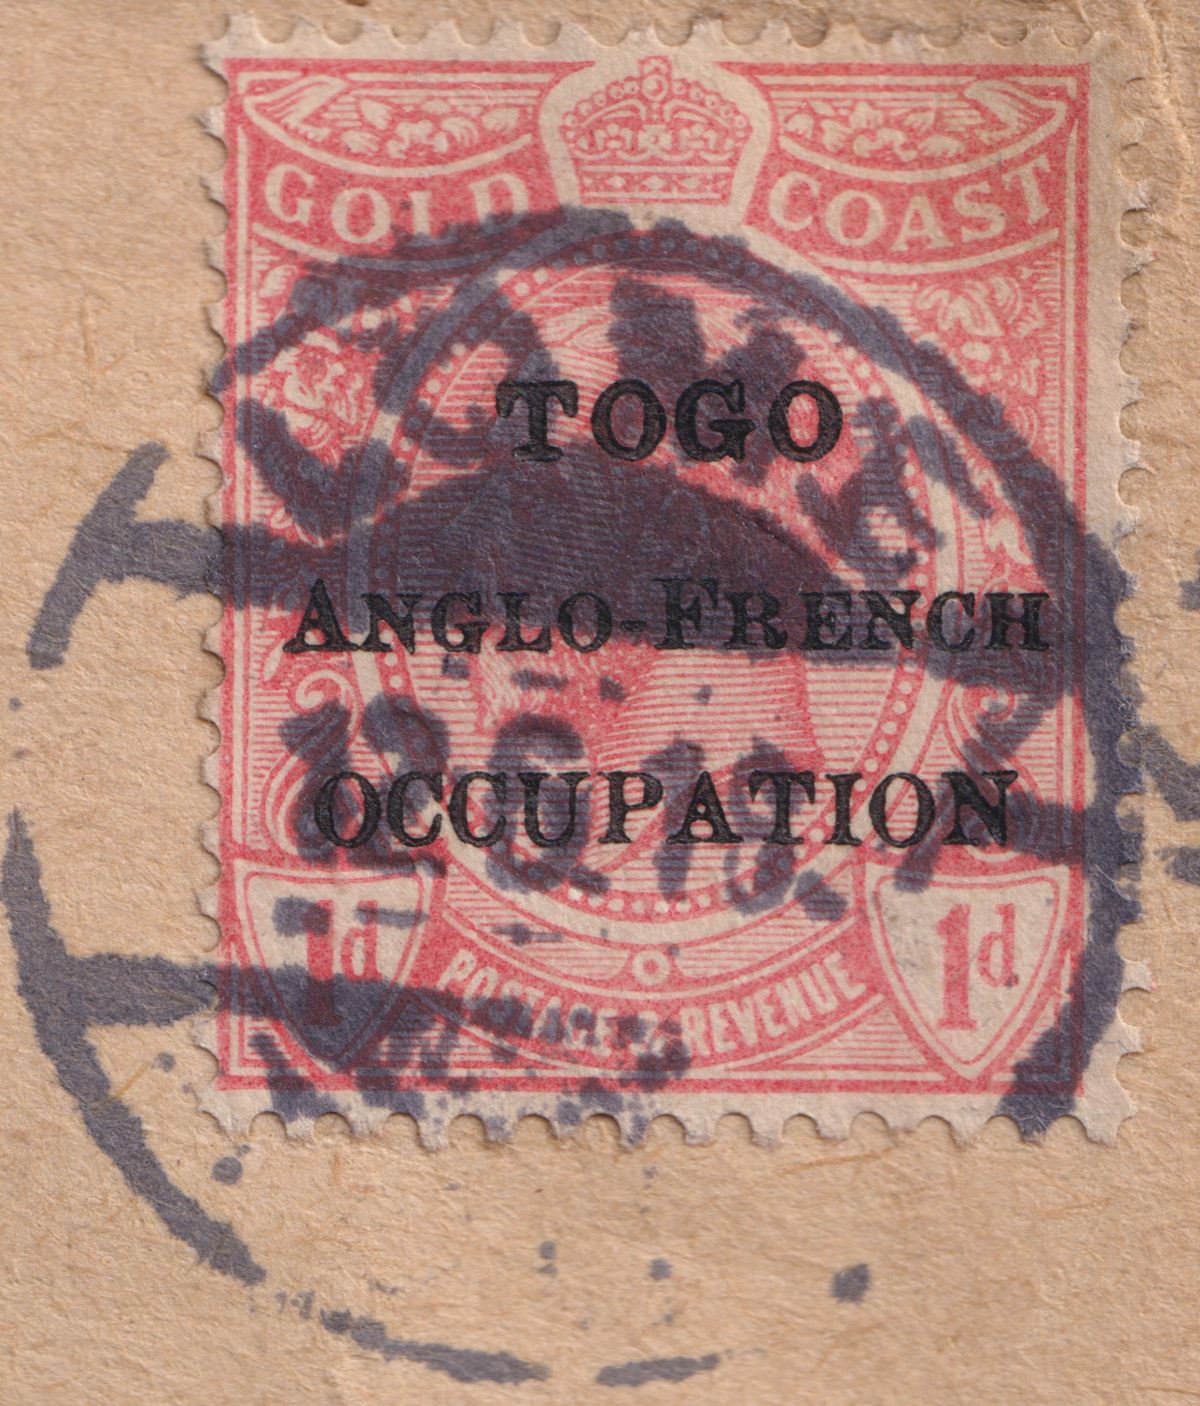 GOLD COAST
TOGO
ANGLO-FRENCH
OCCUPATION
1d 1d
POSTAGE & REVENUE